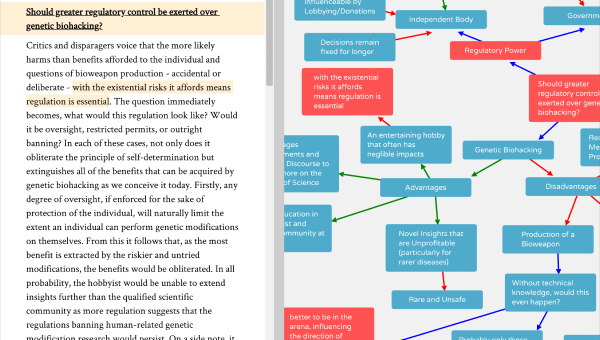 Should greater regulatory control be exerted over
genetic biohacking?
Critics and disparagers voice that the more likely
harms than benefits afforded to the individual and
questions of bioweapon production - accidental or
deliberate - with the existential risks it affords means
regulation is essential. The question immediately
becomes, what would this regulation look like? Would
it be oversight, restricted permits, or outright
banning? In each of these cases, not only does it
obliterate the principle of self-determination but
extinguishes all of the benefits that can be acquired by
genetic biohacking as we conceive it today. Firstly, any
degree of oversight, if enforced for the sake of
protection of the individual, will naturally limit the
extent an individual can perform genetic modifications
on themselves. From this it follows that, as the most
benefit is extracted by the riskier and untried
modifications, the benefits would be obliterated. In all
probability, the hobbyist would be unable to extend
insights further than the qualified scientific
community as more regulation suggests that the
regulations banning human-related genetic
modification research would persist. On a side note, it
Influenceable by
Lobbying/Donations
Independent Body
Governm
Decisions remain
fixed for longer
Regulatory Power
with the existential
risks it affords
means regulation is
essential
Should greater
regulatory control
exerted over gene
biohacking?
An entertaining hobby
that often has
neglible impacts
Genetic Biohacking
Rec
Me
Pro
ages
ments and
Discourse to
ore on the
of Science
Advantages
Disadvantages
ucation in
st and
mmunity at
Novel Insights that
are Unprofitable
(particularly for
rarer diseases)
Production of a
Bioweapon
Rare and Unsafe
Without technical
knowledge, would this
even happen?
better to be in the
arena, influencing
the direction of
Probably only those